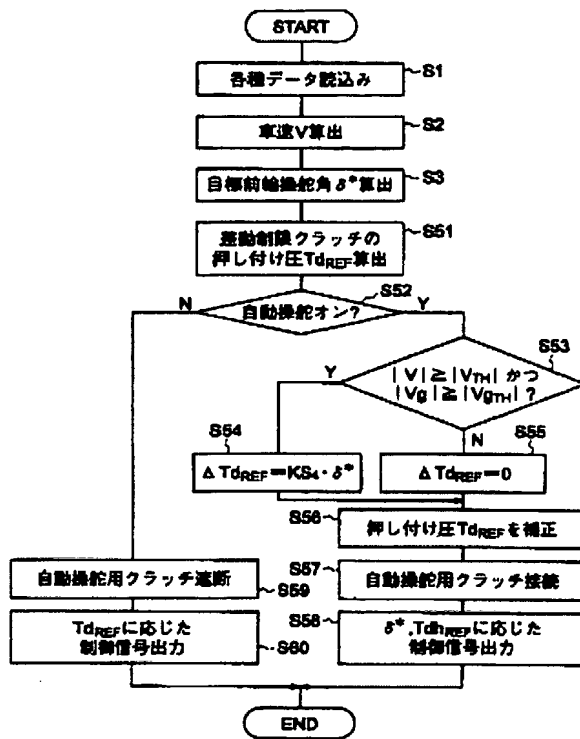 START
各種データ読込み
S1
車速V算出
S2
目標前輪操舵角δ*算出
S3
差動制限クラッチの
押し付け圧TdREF算出
S51
自動操舵オン?
S52
N
Y
|V|≧|VTH|かつ
|Vg|≧|VgTH|?
S53
Y
N
S54
ΔTdREF=KS4・δ*
S55
ΔTdREF=0
S56
押し付け圧TdREFを補正
S57
自動操舵用クラッチ接続
自動操舵用クラッチ遮断
S59
S58
δ*,TdhREFに応じた
制御信号出力
TdREFに応じた
制御信号出力
S60
END